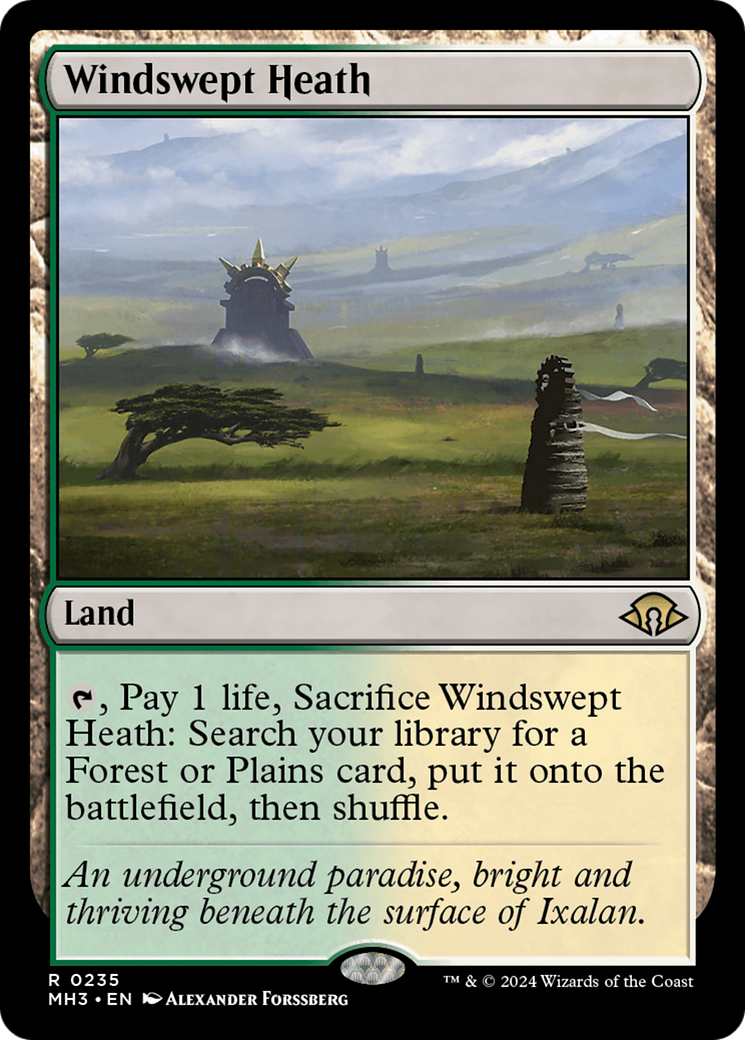 Windswept Heath
Land
, Pay 1 life, Sacrifice Windswept
Heath: Search your library for a
Forest or Plains card, put it onto the
battlefield, then shuffle.
An underground paradise, bright and
thriving beneath the surface of Ixalan.
R 0235
MH3 • EN Alexander Forssberg
™ & © 2024 Wizards of the Coast